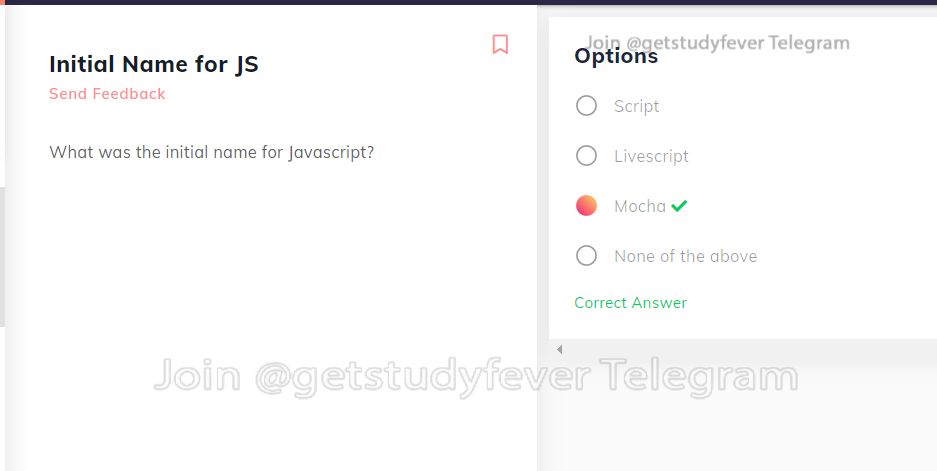 Initial Name for JS
Send Feedback
What was the initial name for Javascript?
Join @getstudyfever Telegram
Options
Script
Livescript
Mocha
None of the above
Correct Answer
Join @getstudyfever Telegram